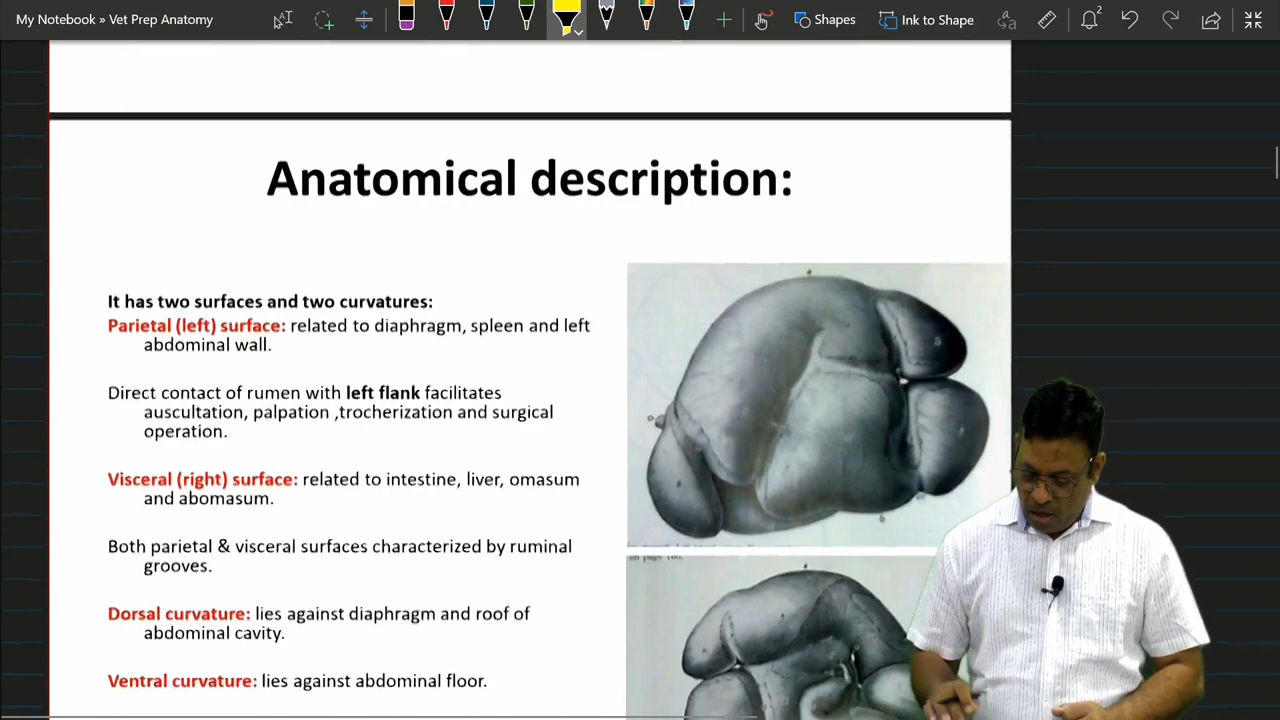 My Notebook » Vet Prep Anatomy
Shapes
Ink to Shape
2
Anatomical description:
It has two surfaces and two curvatures:
Parietal (left) surface: related to diaphragm, spleen and left
abdominal wall.
Direct contact of rumen with left flank facilitates
auscultation, palpation ,trocherization and surgical
operation.
Visceral (right) surface: related to intestine, liver, omasum
and abomasum.
Both parietal & visceral surfaces characterized by ruminal
grooves.
Dorsal curvature: lies against diaphragm and roof of
abdominal cavity.
Ventral curvature: lies against abdominal floor.